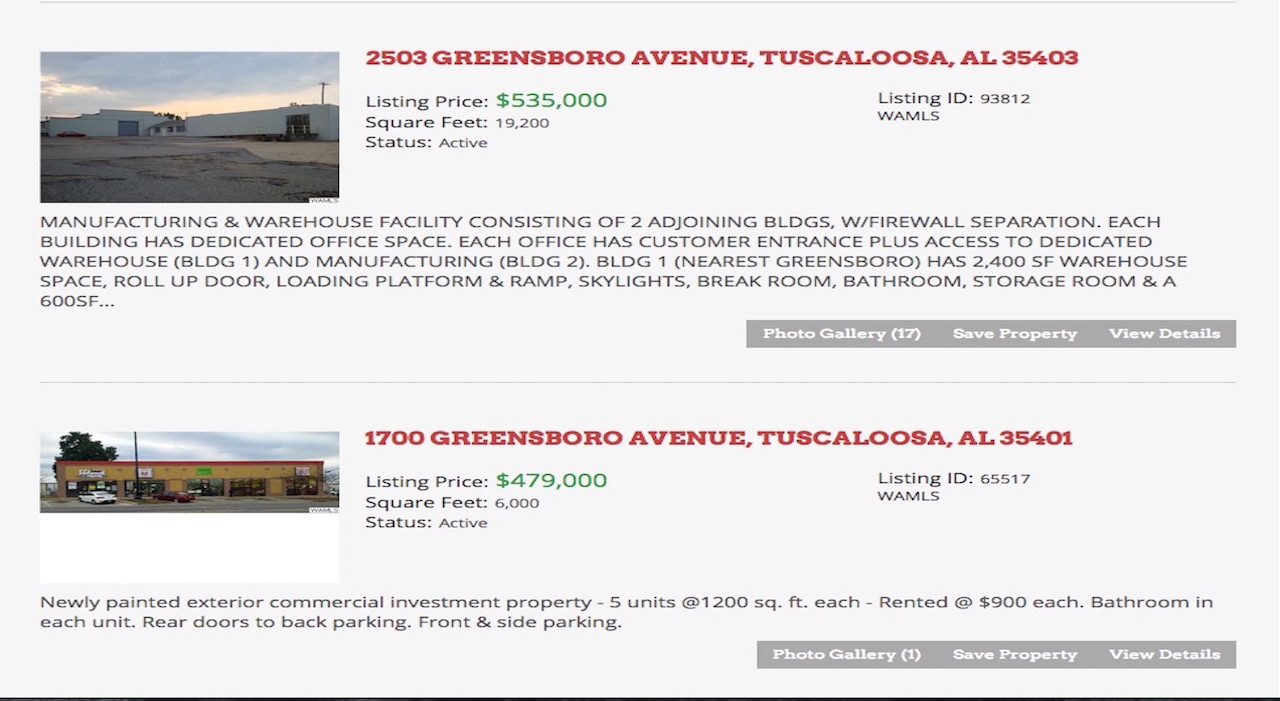 2503 GREENSBORO AVENUE, TUSCALOOSA, AL 35403
Listing Price: $535,000
Listing ID: 93812
Square Feet: 19,200
WAMLS
Status: Active
WAMLS
MANUFACTURING & WAREHOUSE FACILITY CONSISTING OF 2 ADJOINING BLDGS, W/FIREWALL SEPARATION. EACH
BUILDING HAS DEDICATED OFFICE SPACE. EACH OFFICE HAS CUSTOMER ENTRANCE PLUS ACCESS TO DEDICATED
WAREHOUSE (BLDG 1) AND MANUFACTURING (BLDG 2). BLDG 1 (NEAREST GREENSBORO) HAS 2,400 SF WAREHOUSE
SPACE, ROLL UP DOOR, LOADING PLATFORM & RAMP, SKYLIGHTS, BREAK ROOM, BATHROOM, STORAGE ROOM & A
600SF...
Photo Gallery (17) Save Property View Details
1700 GREENSBORO AVENUE, TUSCALOOSA, AL 35401
Listing Price: $479,000
Listing ID: 65517
Square Feet: 6,000
WAMLS
Status: Active
WAMLS
Newly painted exterior commercial investment property - 5 units @1200 sq. ft. each - Rented @ $900 each. Bathroom in
each unit. Rear doors to back parking. Front & side parking.
Photo Gallery (1) Save Property View Details